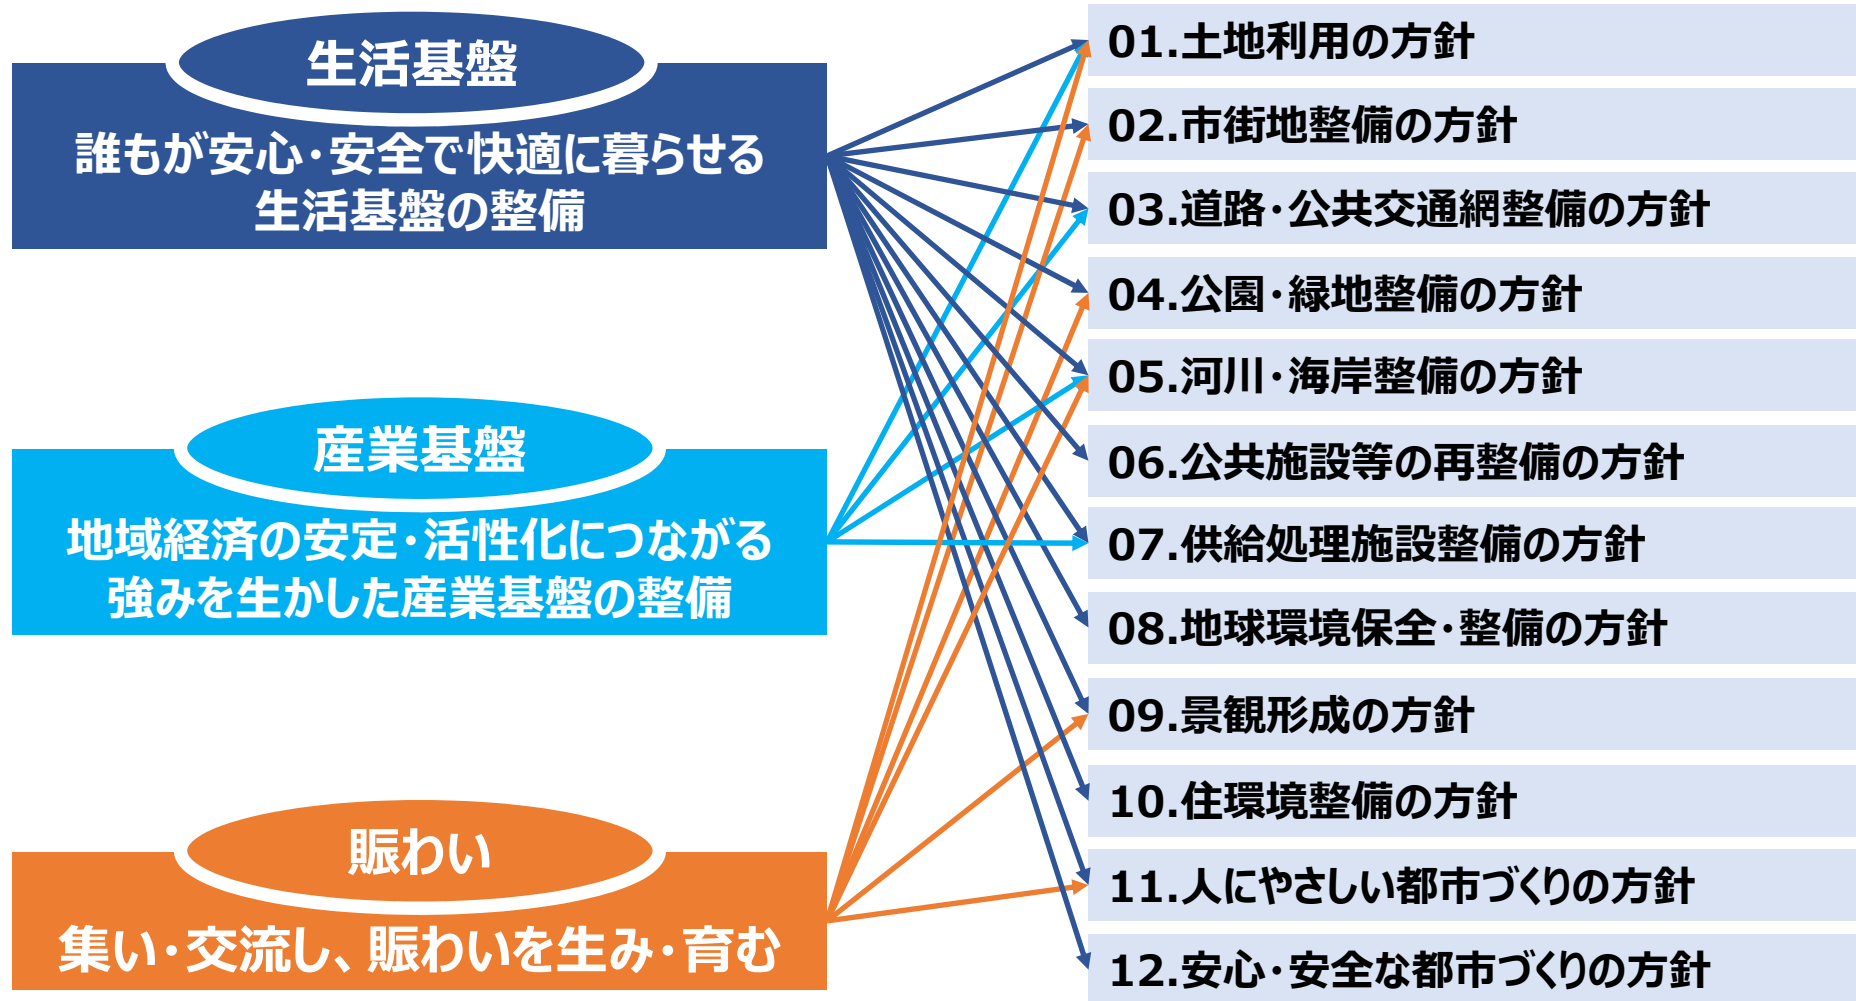 生活基盤
誰もが安心・安全で快適に暮らせる
生活基盤の整備
産業基盤
地域経済の安定・活性化につながる
強みを生かした産業基盤の整備
賑わい
集い・交流し、賑わいを生み・育む
01.土地利用の方針
02.市街地整備の方針
03.道路・公共交通網整備の方針
04.公園・緑地整備の方針
05.河川・海岸整備の方針
06.公共施設等の再整備の方針
07.供給処理施設整備の方針
08.地球環境保全・整備の方針
09.景観形成の方針
10.住環境整備の方針
11.人にやさしい都市づくりの方針
12.安心・安全な都市づくりの方針